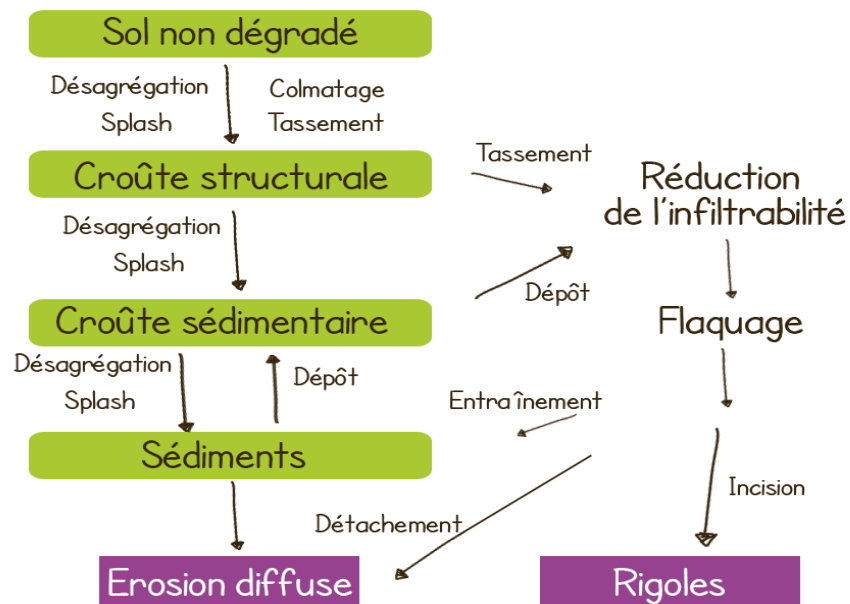 Sol non dégradé
Désagrégation
Splash
Colmatage
Tassement
Croûte structurale
Tassement
Réduction
de l'infiltrabilité
Désagrégation
Splash
Dépôt
Croûte sédimentaire
Flaquage
Désagrégation
Splash
Dépôt
Entraînement
Sédiments
Incision
Détachement
Erosion diffuse
Rigoles